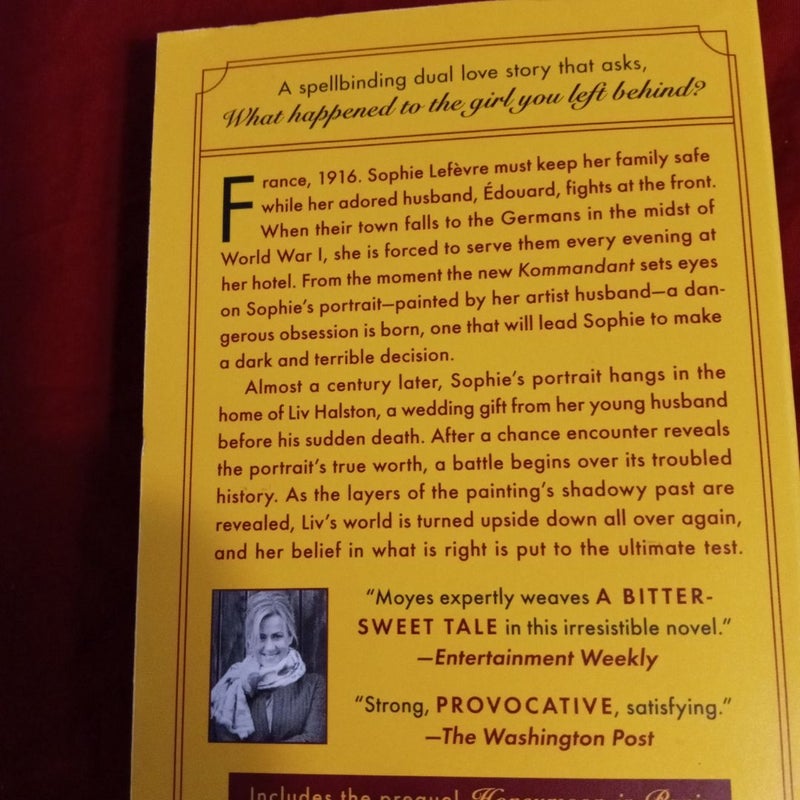 A spellbinding dual love story that asks,
What happened to the girl you left behind?
France, 1916. Sophie Lefèvre must keep her family safe
while her adored husband, Édouard, fights at the front.
When their town falls to the Germans in the midst of
World War I, she is forced to serve them every evening at
her hotel. From the moment the new Kommandant sets eyes
on Sophie's portrait—painted by her artist husband—a dan-
gerous obsession is born, one that will lead Sophie to make
a dark and terrible decision.
Almost a century later, Sophie's portrait hangs in the
home of Liv Halston, a wedding gift from her young husband
before his sudden death. After a chance encounter reveals
the portrait's true worth, a battle begins over its troubled
history. As the layers of the painting's shadowy past are
revealed, Liv's world is turned upside down all over again,
and her belief in what is right is put to the ultimate test.
"Moyes expertly weaves A BITTER-
SWEET TALE in this irresistible novel."
—Entertainment Weekly
"Strong, PROVOCATIVE, satisfying."
—The Washington Post
Includes the prequel Honeymoon in Paris